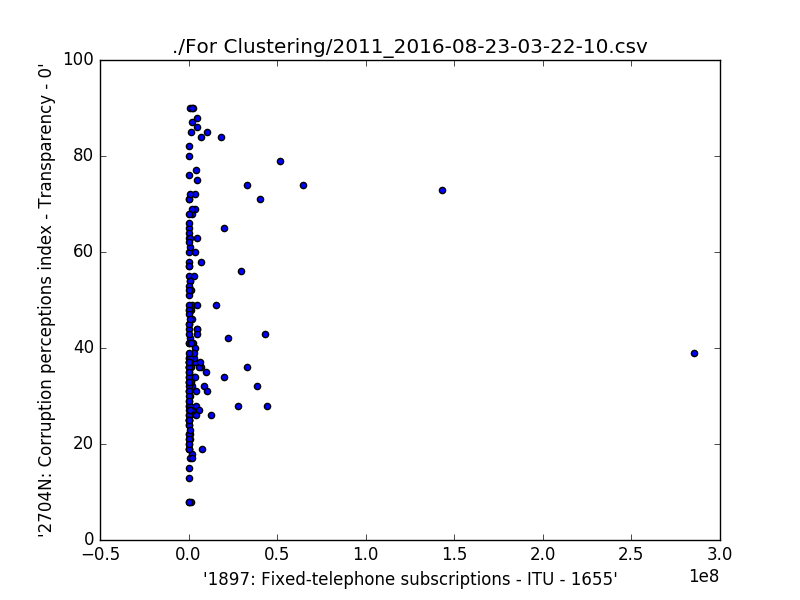 ./For Clustering/2011_2016-08-23-03-22-10.csv
'2704N: Corruption perceptions index - Transparency - 0'
100
80
60
40
20
0
−0.5 0.0 0.5 1.0 1.5 2.0 2.5 3.0
1e8
'1897: Fixed-telephone subscriptions - ITU - 1655'